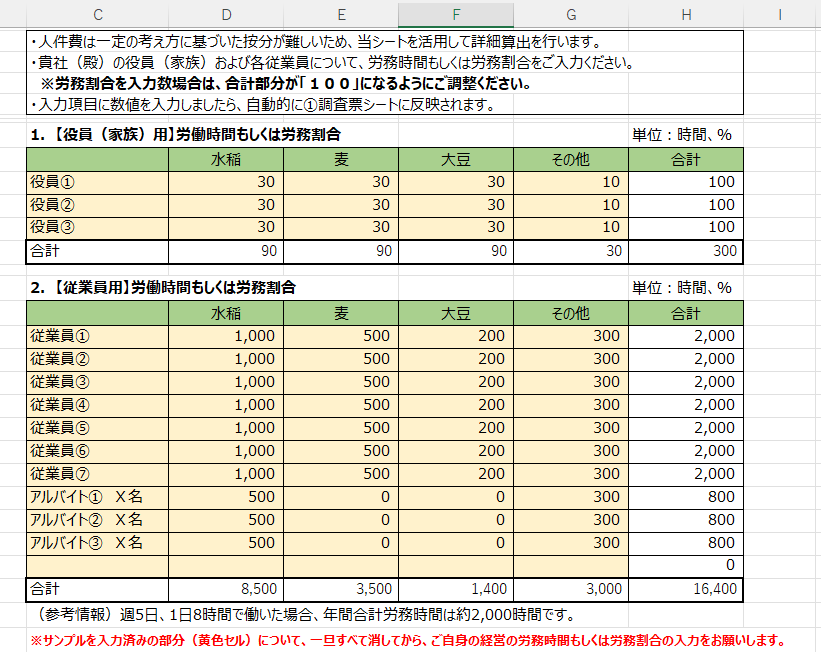 C D E F G H I
・人件費は一定の考え方に基づいた按分が難しいため、当シートを活用して詳細算出を行います。
・貴社（殿）の役員（家族）および各従業員について、労務時間もしくは労務割合をご入力ください。
※労務割合を入力数場合は、合計部分が「１００」になるようにご調整ください。
・入力項目に数値を入力しましたら、自動的に①調査票シートに反映されます。
1．【役員（家族）用】労働時間もしくは労務割合 単位：時間、%
水稲 麦 大豆 その他 合計
役員① 30 30 30 10 100
役員② 30 30 30 10 100
役員③ 30 30 30 10 100
合計 90 90 90 30 300
2．【従業員用】労働時間もしくは労務割合 単位：時間、%
水稲 麦 大豆 その他 合計
従業員① 1,000 500 200 300 2,000
従業員② 1,000 500 200 300 2,000
従業員③ 1,000 500 200 300 2,000
従業員④ 1,000 500 200 300 2,000
従業員⑤ 1,000 500 200 300 2,000
従業員⑥ 1,000 500 200 300 2,000
従業員⑦ 1,000 500 200 300 2,000
アルバイト①　X名 500 0 0 300 800
アルバイト②　X名 500 0 0 300 800
アルバイト③　X名 500 0 0 300 800
0
合計 8,500 3,500 1,400 3,000 16,400
（参考情報）週5日、1日8時間で働いた場合、年間合計労務時間は約2,000時間です。
※サンプルを入力済みの部分（黄色セル）について、一旦すべて消してから、ご自身の経営の労務時間もしくは労務割合の入力をお願いします。